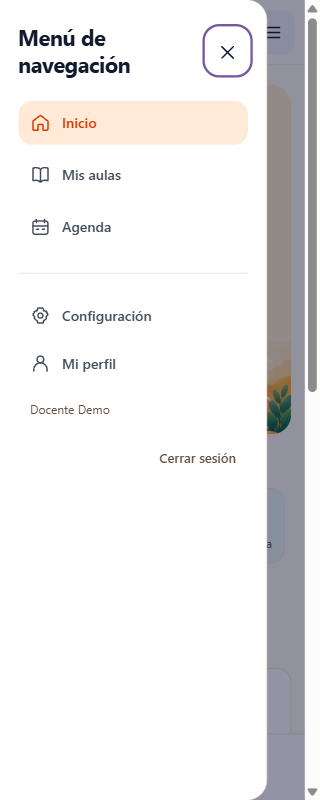 Menú de
navegación
Inicio
Mis aulas
Agenda
Configuración
Mi perfil
Docente Demo
Cerrar sesión
a